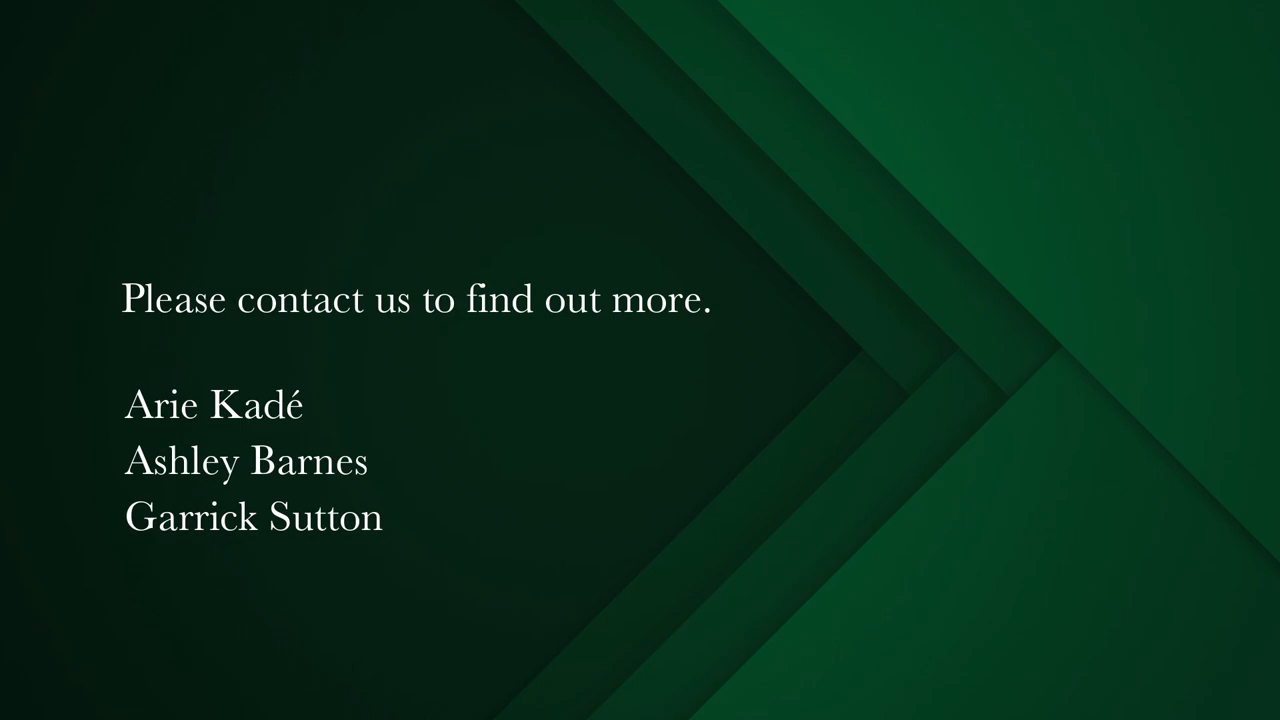 Please contact us to find out more.
Arie Kadé
Ashley Barnes
Garrick Sutton